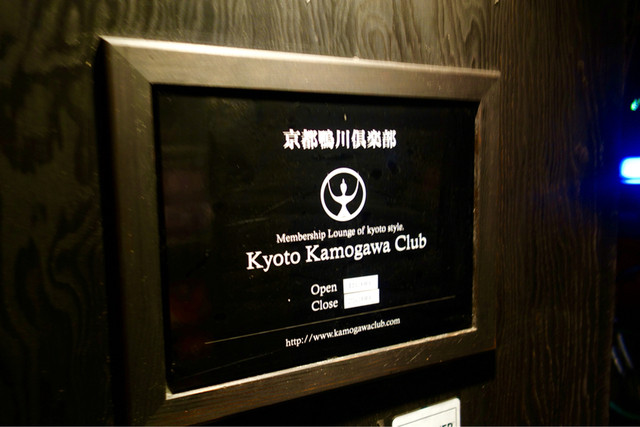 京都鴨川倶楽部
Membership Lounge of kyoto style.
Kyoto Kamogawa Club
Open
Close
http://www.kamogawaclub.com